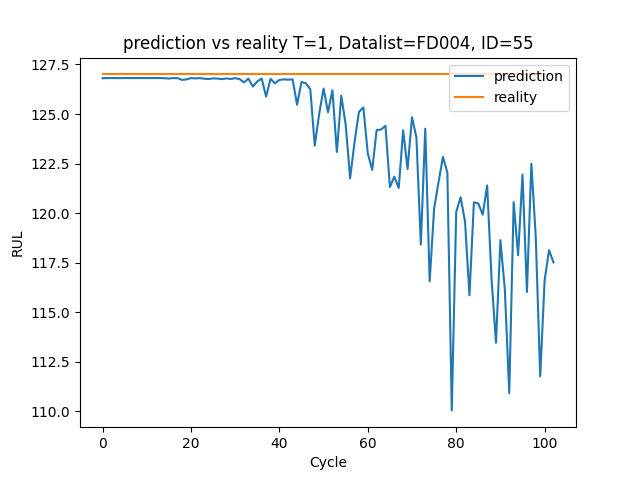 prediction vs reality T=1, Datalist=FD004, ID=55
127.5
125.0
122.5
120.0
117.5
115.0
112.5
110.0
RUL
prediction
reality
0 20 40 60 80 100
Cycle